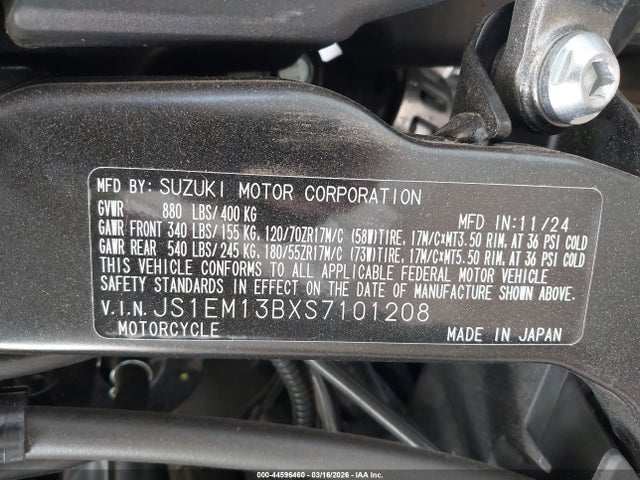 MFD BY: SUZUKI MOTOR CORPORATION
GVWR 880 LBS/400 KG MFD IN:11/24
GAWR FRONT 340 LBS/155 KG, 120/70ZR17M/C (58W)TIRE, 17M/C×MT3.50 RIM, AT 36 PSI COLD
GAWR REAR 540 LBS/245 KG, 180/55ZR17M/C (73W)TIRE, 17M/C×MT5.50 RIM, AT 36 PSI COLD
THIS VEHICLE CONFORMS TO ALL APPLICABLE FEDERAL MOTOR VEHICLE
SAFETY STANDARDS IN EFFECT ON THE DATE OF MANUFACTURE SHOWN ABOVE.
V.I.N. JS1EM13BXS7101208
MOTORCYCLE MADE IN JAPAN
000-44596460 - 03/16/2026 - IAA Inc.